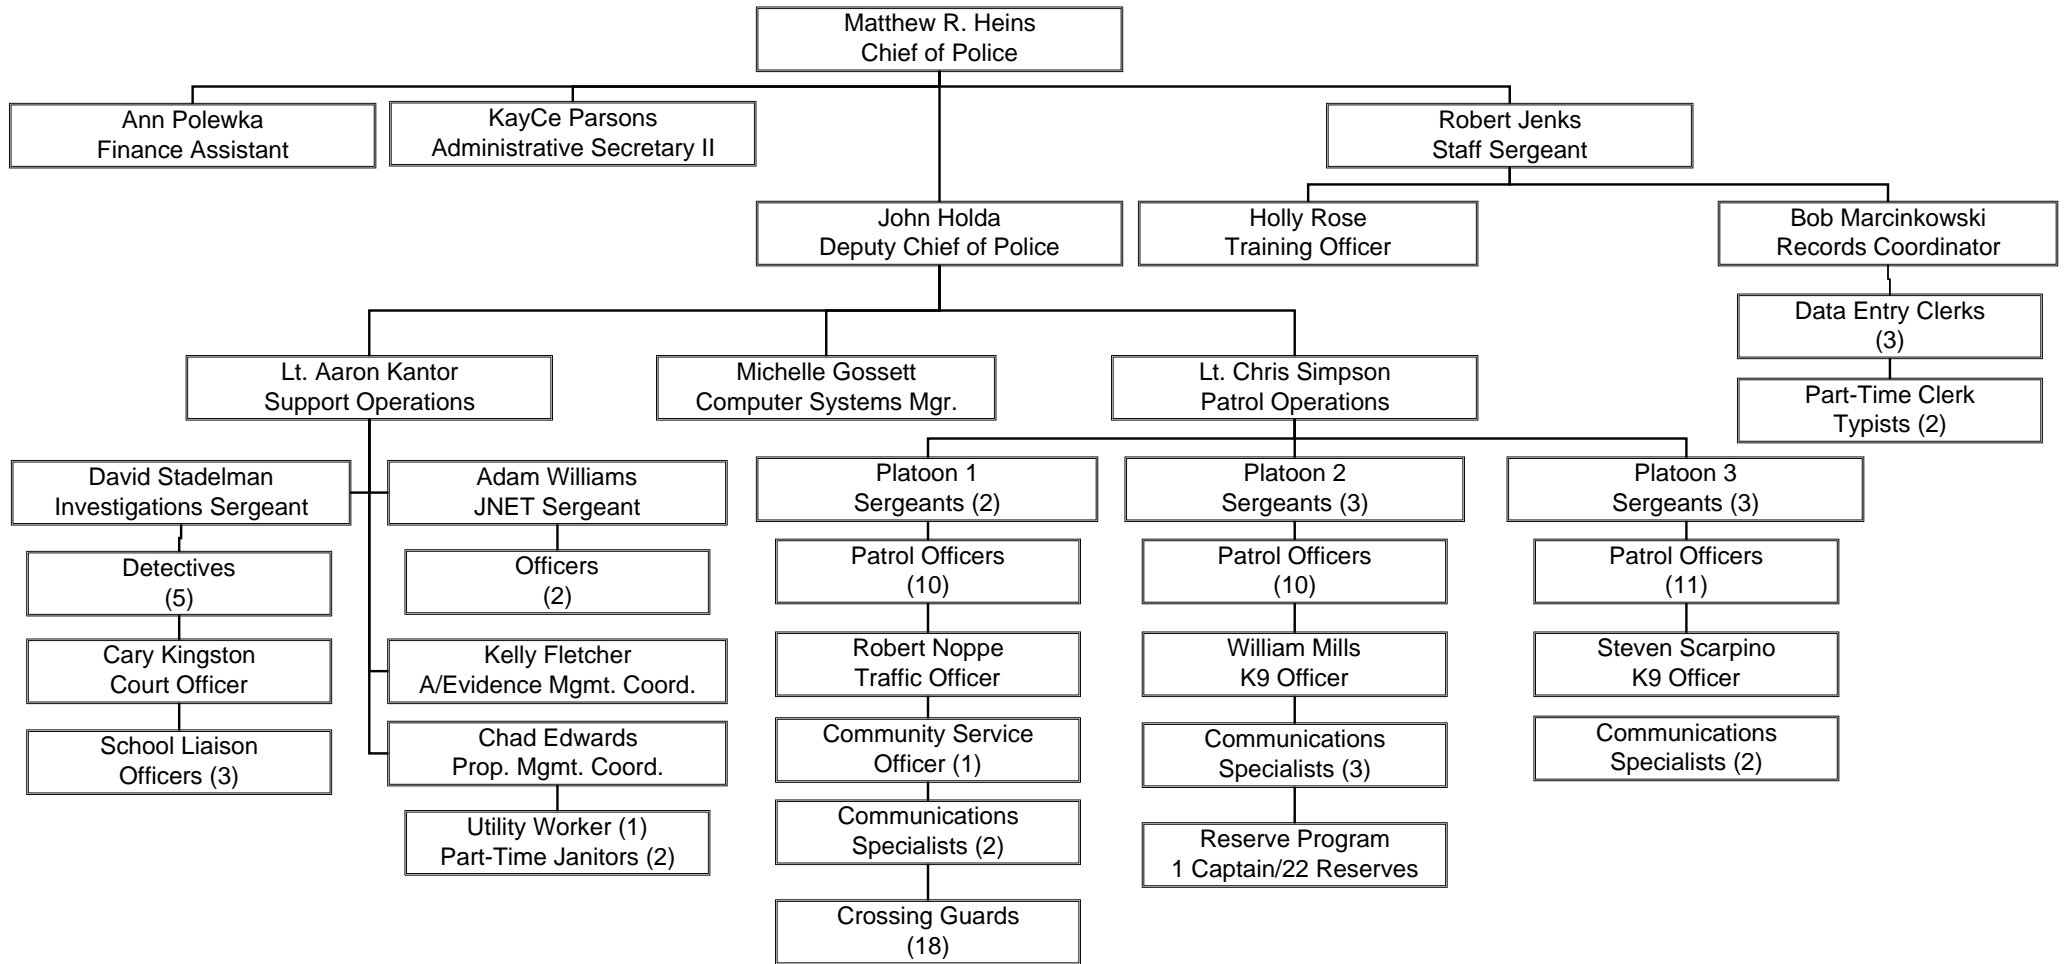 Matthew R. Heins
Chief of Police
Ann Polewka
Finance Assistant
KayCe Parsons
Administrative Secretary II
Robert Jenks
Staff Sergeant
John Holda
Deputy Chief of Police
Holly Rose
Training Officer
Bob Marcinkowski
Records Coordinator
Data Entry Clerks
(3)
Part-Time Clerk
Typists (2)
Lt. Aaron Kantor
Support Operations
Michelle Gossett
Computer Systems Mgr.
Lt. Chris Simpson
Patrol Operations
David Stadelman
Investigations Sergeant
Detectives
(5)
Cary Kingston
Court Officer
School Liaison
Officers (3)
Adam Williams
JNET Sergeant
Officers
(2)
Kelly Fletcher
A/Evidence Mgmt. Coord.
Chad Edwards
Prop. Mgmt. Coord.
Utility Worker (1)
Part-Time Janitors (2)
Platoon 1
Sergeants (2)
Patrol Officers
(10)
Robert Noppe
Traffic Officer
Community Service
Officer (1)
Communications
Specialists (2)
Crossing Guards
(18)
Platoon 2
Sergeants (3)
Patrol Officers
(10)
William Mills
K9 Officer
Communications
Specialists (3)
Reserve Program
1 Captain/22 Reserves
Platoon 3
Sergeants (3)
Patrol Officers
(11)
Steven Scarpino
K9 Officer
Communications
Specialists (2)